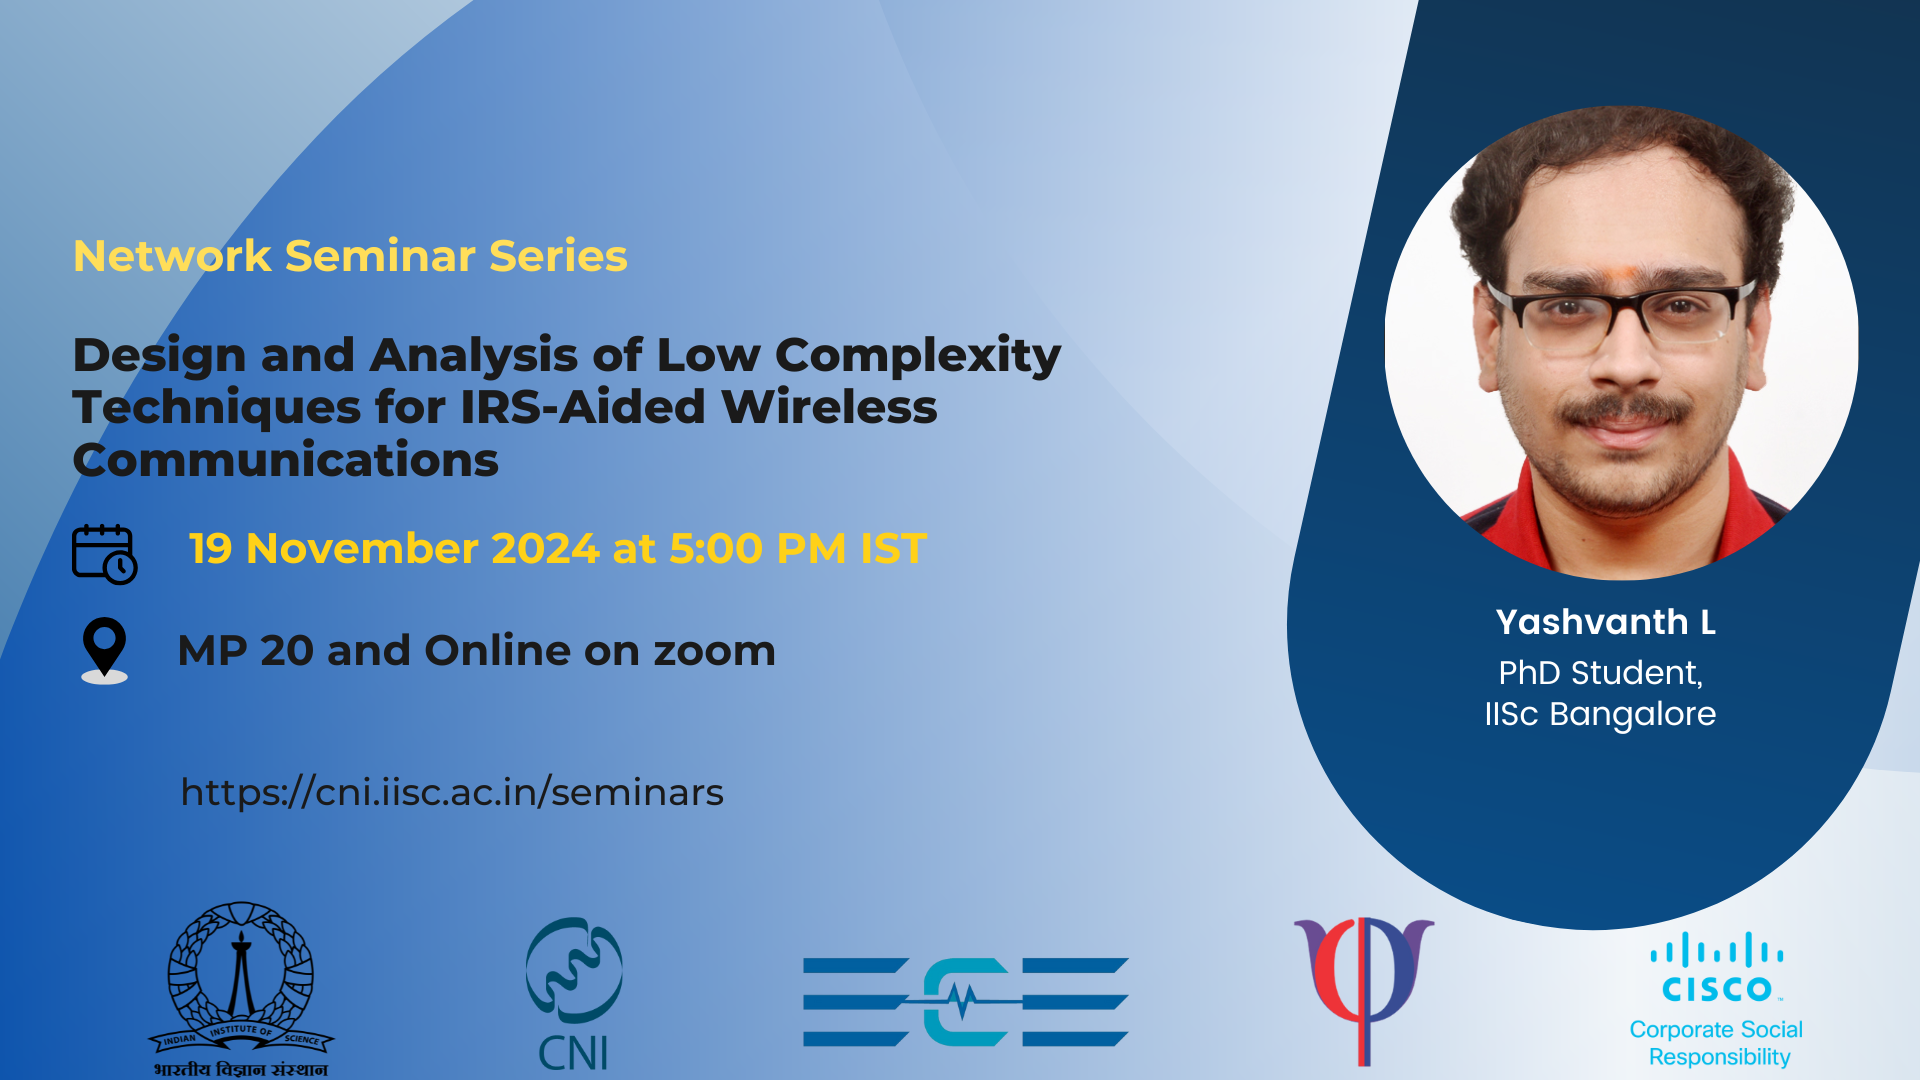 Network Seminar Series
Design and Analysis of Low Complexity
Techniques for IRS-Aided Wireless
Communications
19 November 2024 at 5:00 PM IST
MP 20 and Online on zoom
https://cni.iisc.ac.in/seminars
Yashvanth L
PhD Student,
IISc Bangalore
INDIAN INSTITUTE OF SCIENCE
भारतीय विज्ञान संस्थान
CNI
ECE
CISCO
Corporate Social
Responsibility